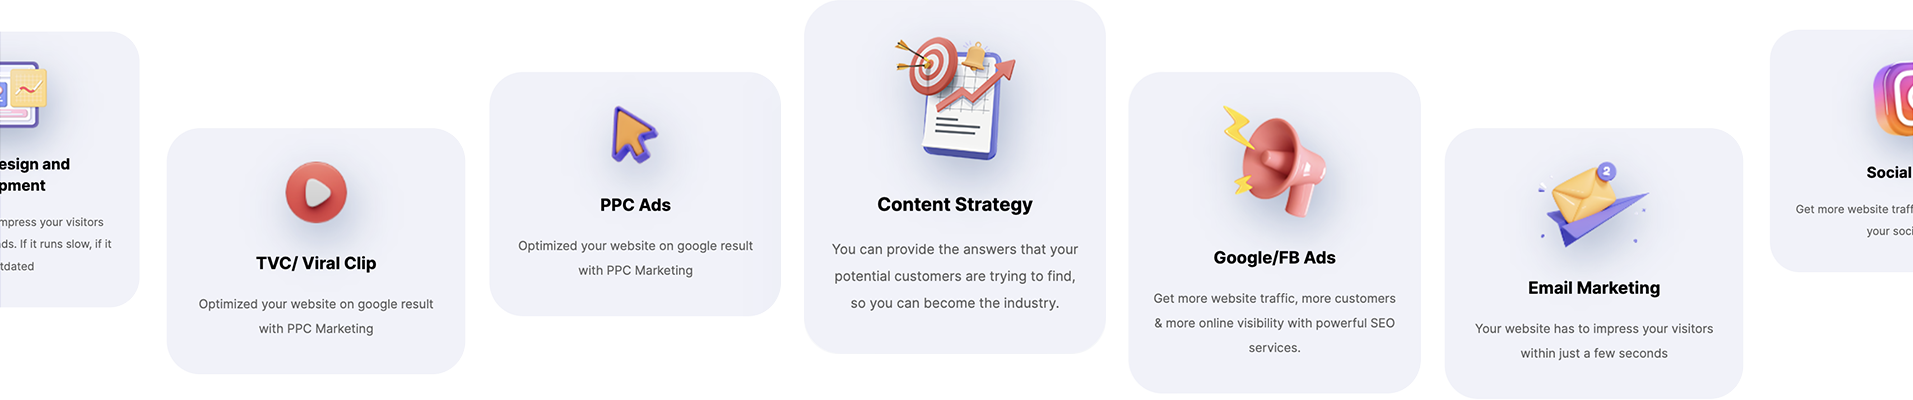 esign and
pment
mpress your visitors
ds. If it runs slow, if it
tdated
TVC/ Viral Clip
Optimized your website on google result
with PPC Marketing
PPC Ads
Optimized your website on google result
with PPC Marketing
Content Strategy
You can provide the answers that your
potential customers are trying to find,
so you can become the industry.
Google/FB Ads
Get more website traffic, more customers
& more online visibility with powerful SEO
services.
2
Email Marketing
Your website has to impress your visitors
within just a few seconds
Social
Get more website traff
your soci